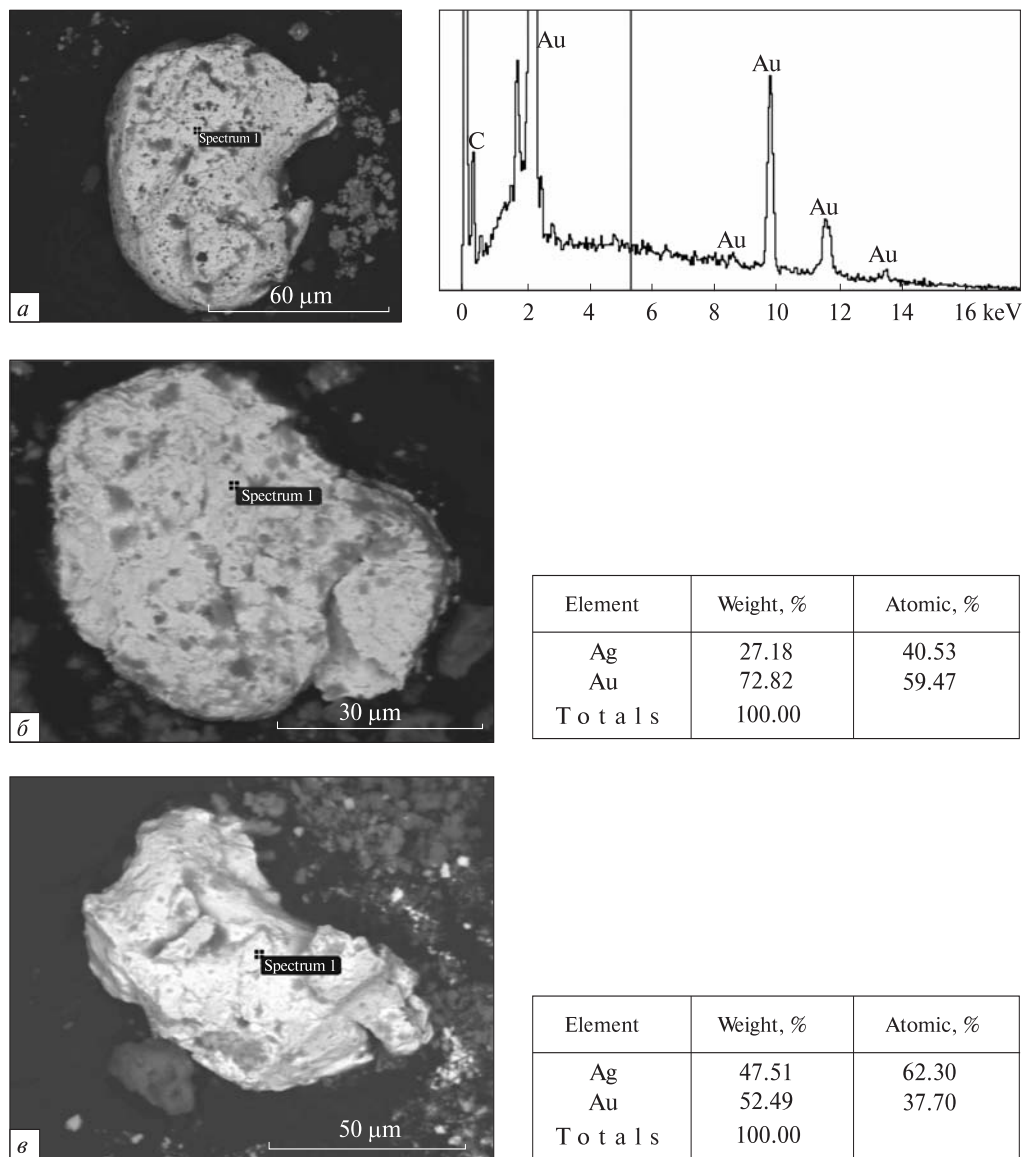 Spectrum 1
60 µm
а
Au
C
Au
Au
Au
Au
0 2 4 6 8 10 12 14 16 keV
Spectrum 1
30 µm
б
Element Weight, % Atomic, %
Ag 27.18 40.53
Au 72.82 59.47
Totals 100.00
Spectrum 1
50 µm
в
Element Weight, % Atomic, %
Ag 47.51 62.30
Au 52.49 37.70
Totals 100.00